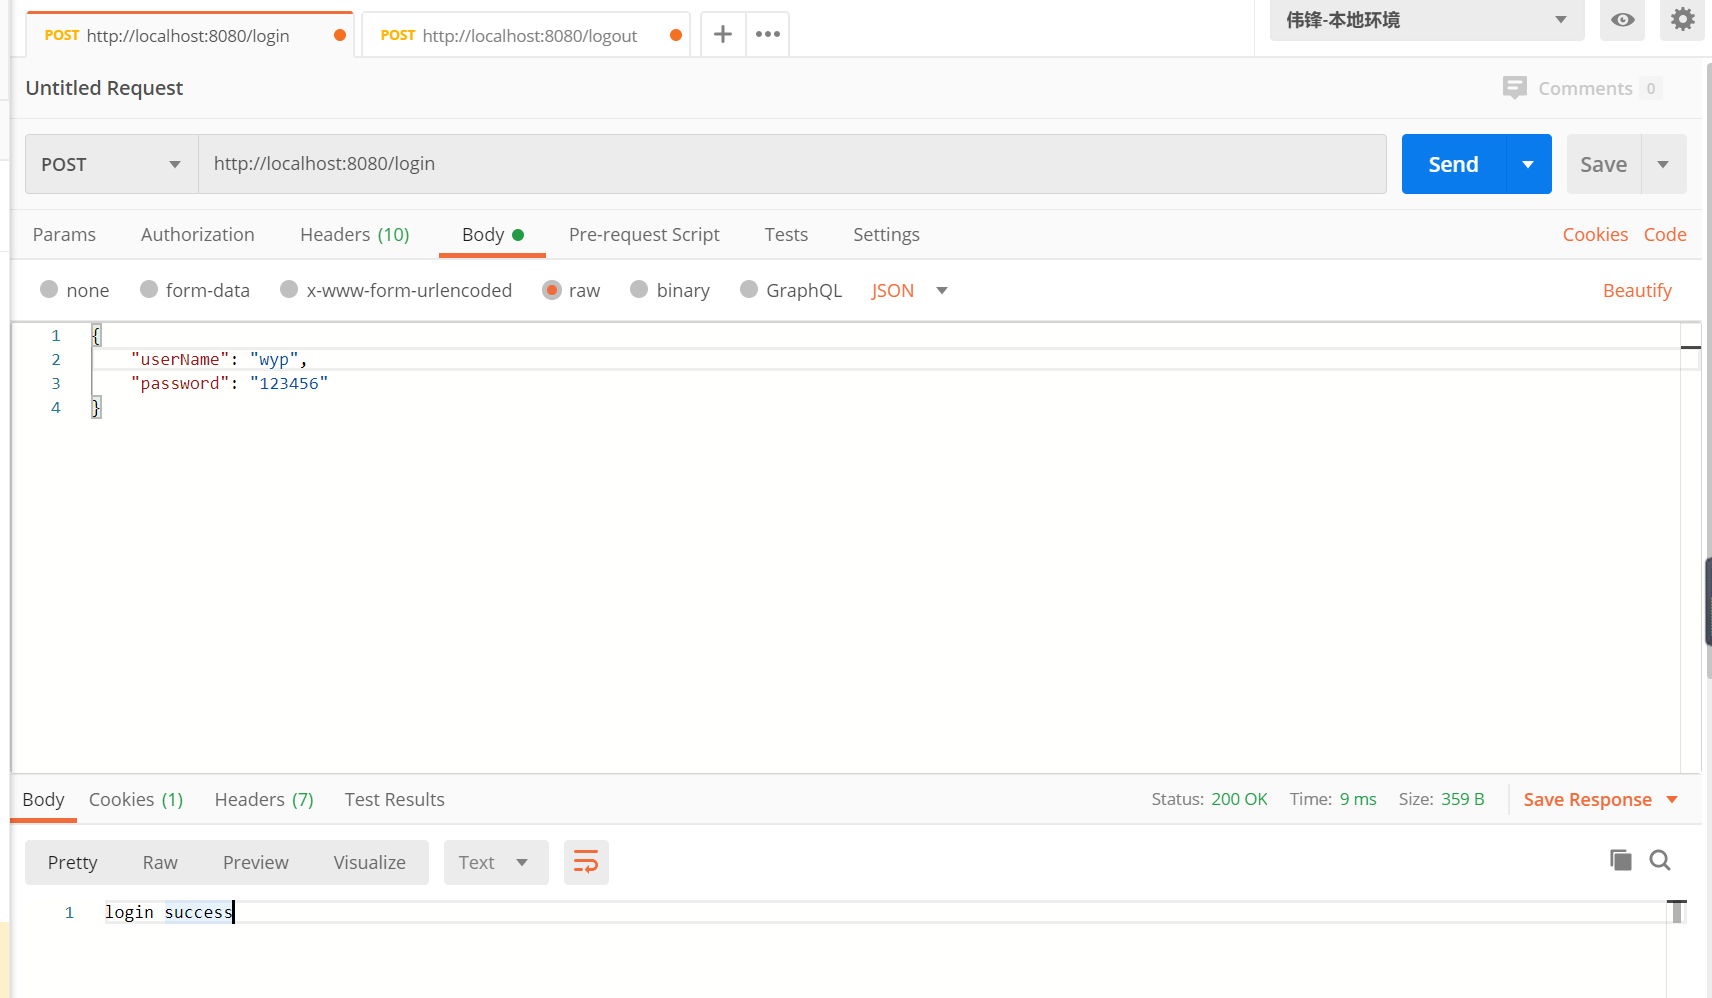 POST http://localhost:8080/login POST http://localhost:8080/logout 伟锋-本地环境
Untitled Request Comments 0
POST http://localhost:8080/login Send Save
Params Authorization Headers (10) Body Pre-request Script Tests Settings Cookies Code
none form-data x-www-form-urlencoded raw binary GraphQL JSON Beautify
1 {
2 "userName": "wyp",
3 "password": "123456"
4 }
Body Cookies (1) Headers (7) Test Results Status: 200 OK Time: 9 ms Size: 359 B Save Response
Pretty Raw Preview Visualize Text
1 login success